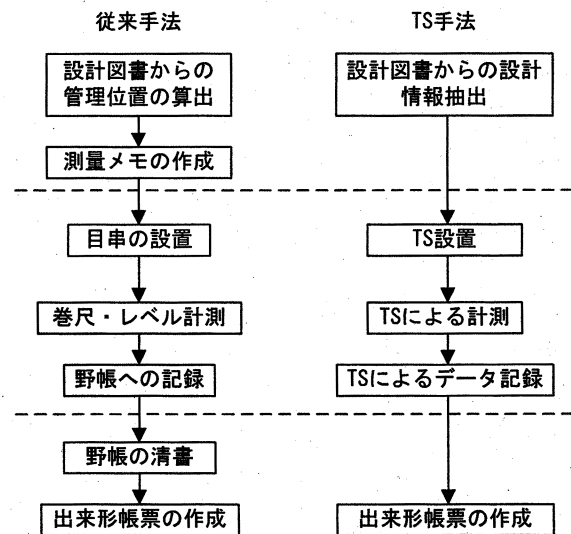 従来手法
設計図書からの
管理位置の算出
測量メモの作成
目串の設置
巻尺・レベル計測
野帳への記録
野帳の清書
出来形帳票の作成
TS手法
設計図書からの設計
情報抽出
TS設置
TSによる計測
TSによるデータ記録
出来形帳票の作成